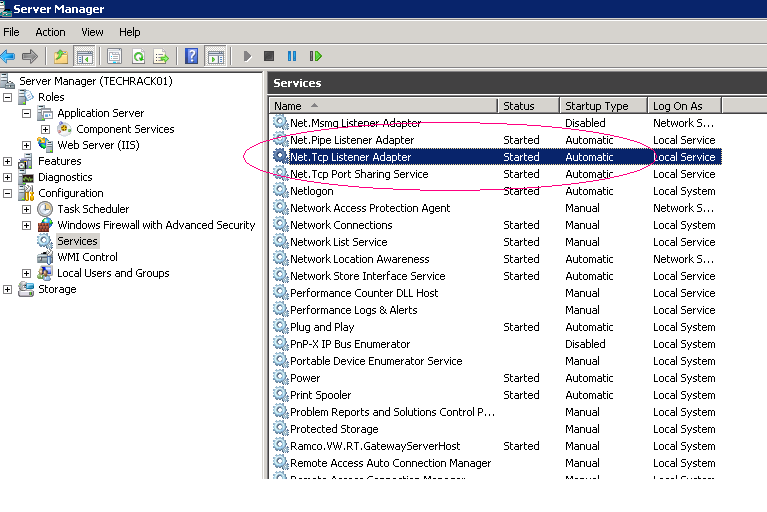 Server Manager
File Action View Help
Server Manager (TECHRACK01)
Roles
Application Server
Component Services
Web Server (IIS)
Features
Diagnostics
Configuration
Task Scheduler
Windows Firewall with Advanced Security
Services
WMI Control
Local Users and Groups
Storage
Services
Name Status Startup Type Log On As
Net.Msmq Listener Adapter Disabled Network S...
Net.Pipe Listener Adapter Started Automatic Local Service
Net.Tcp Listener Adapter Started Automatic Local Service
Net.Tcp Port Sharing Service Started Automatic Local Service
Netlogon Started Automatic Local System
Network Access Protection Agent Manual Network S...
Network Connections Started Manual Local System
Network List Service Started Manual Local Service
Network Location Awareness Started Automatic Network S...
Network Store Interface Service Started Automatic Local Service
Performance Counter DLL Host Manual Local Service
Performance Logs & Alerts Manual Local Service
Plug and Play Started Automatic Local System
PnP-X IP Bus Enumerator Disabled Local System
Portable Device Enumerator Service Manual Local System
Power Started Automatic Local System
Print Spooler Started Automatic Local System
Problem Reports and Solutions Control P... Manual Local System
Protected Storage Manual Local System
Ramco.VW.RT.GatewayServerHost Started Manual Local System
Remote Access Auto Connection Manager Manual Local System
Remote Access Connection Manager Manual Local System